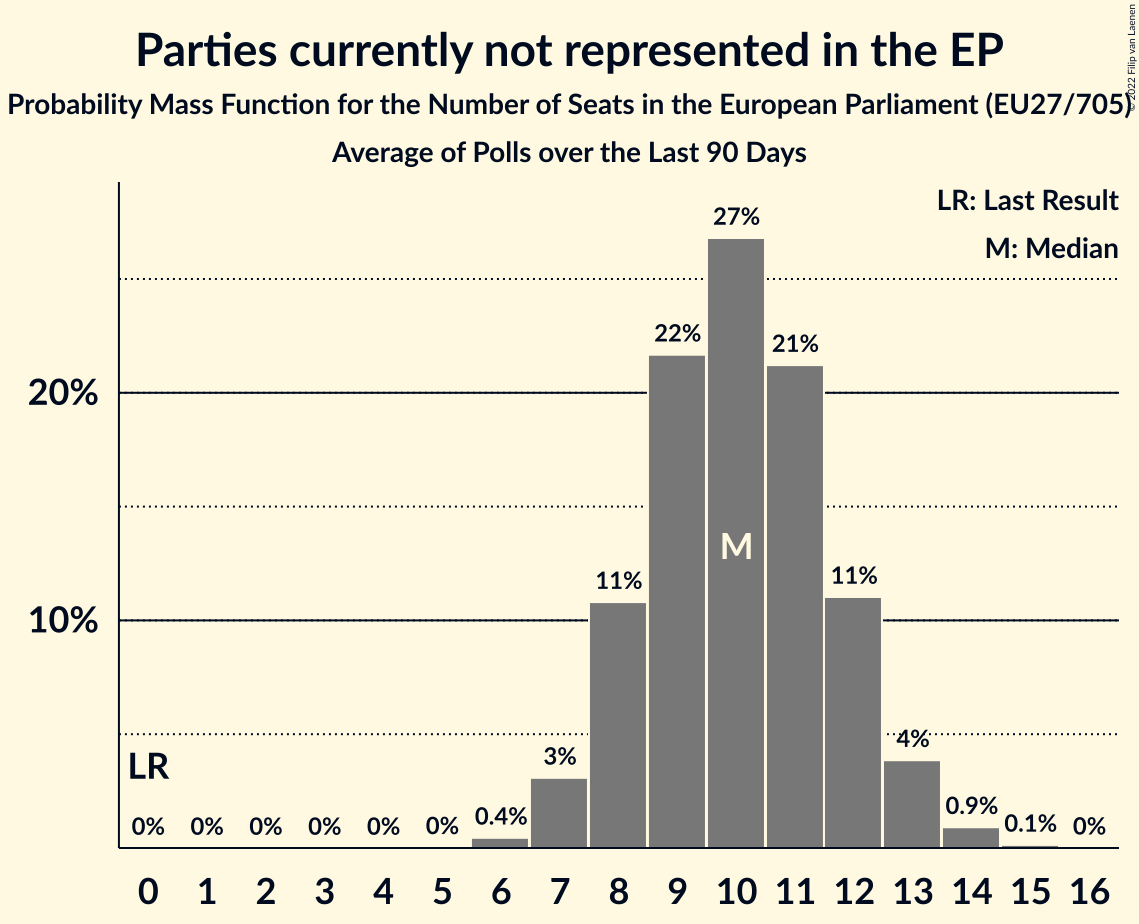 Parties currently not represented in the EP
Probability Mass Function for the Number of Seats in the European Parliament (EU27/705)
Average of Polls over the Last 90 Days
© 2022 Filip van Laenen
LR: Last Result
M: Median
27%
22%
21%
20%
M
11%
11%
10%
4%
3%
LR
0%
0%
0%
0%
0%
0%
0.4%
0.9%
0.1%
0%
0 1 2 3 4 5 6 7 8 9 10 11 12 13 14 15 16